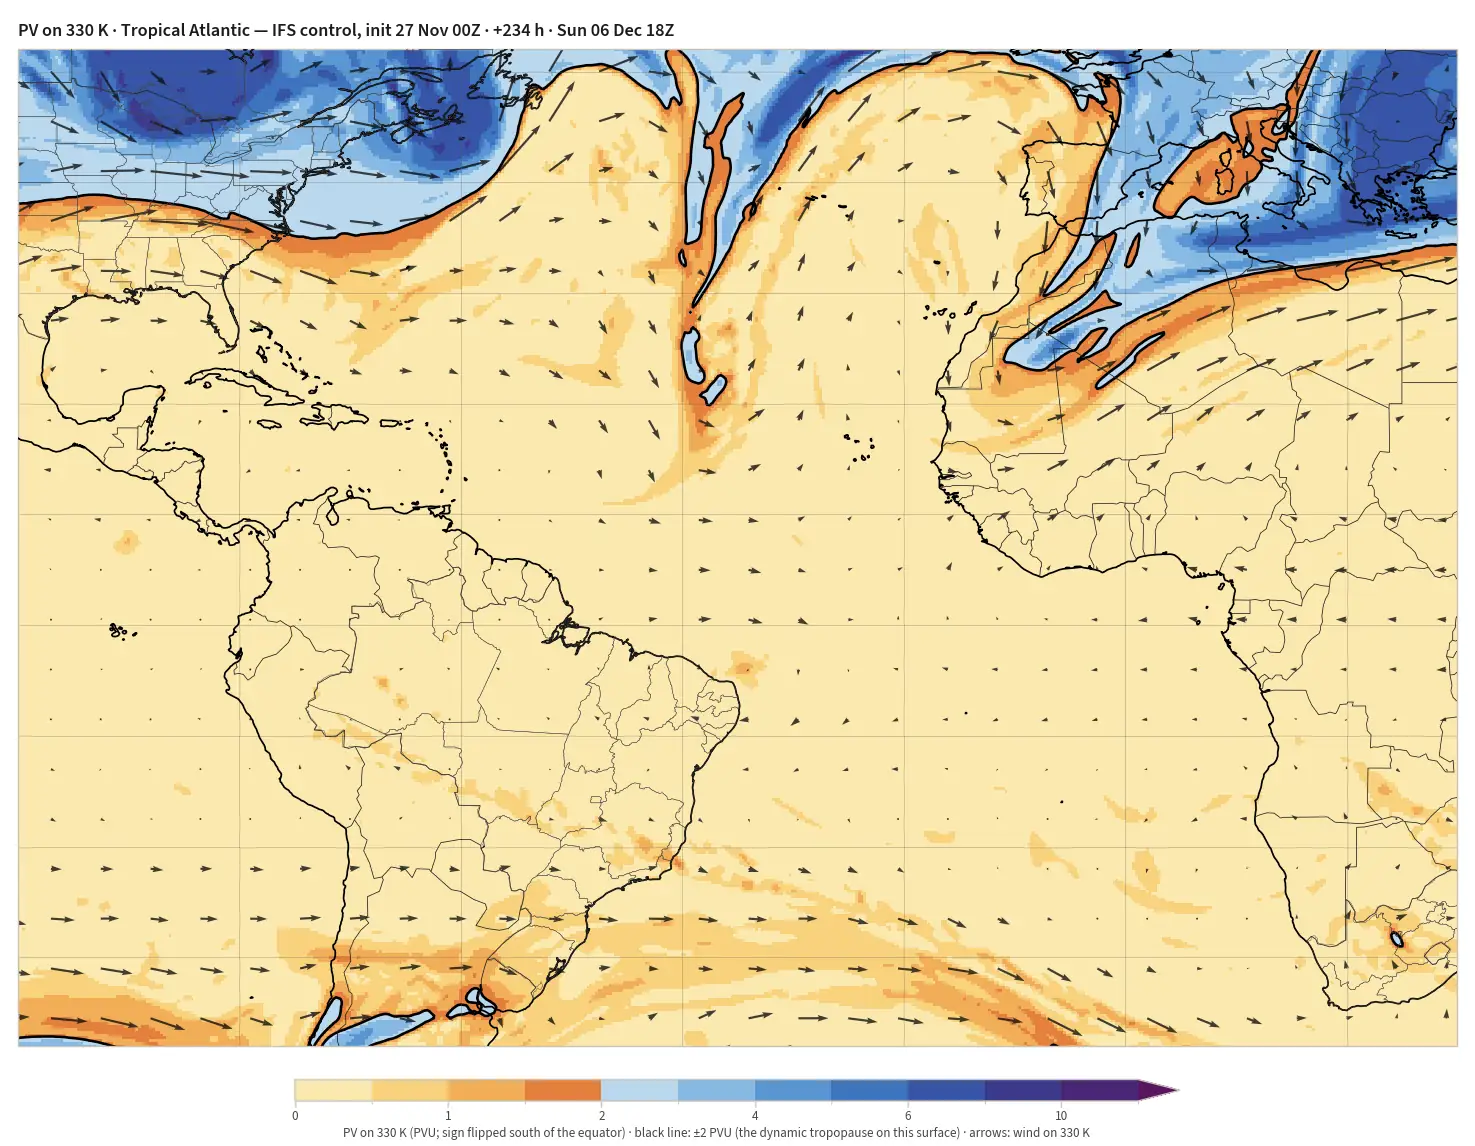 PV on 330 K · Tropical Atlantic — IFS control, init 27 Nov 00Z · +234 h · Sun 06 Dec 18Z
0 1 2 4 6 10
PV on 330 K (PVU; sign flipped south of the equator) · black line: ±2 PVU (the dynamic tropopause on this surface) · arrows: wind on 330 K